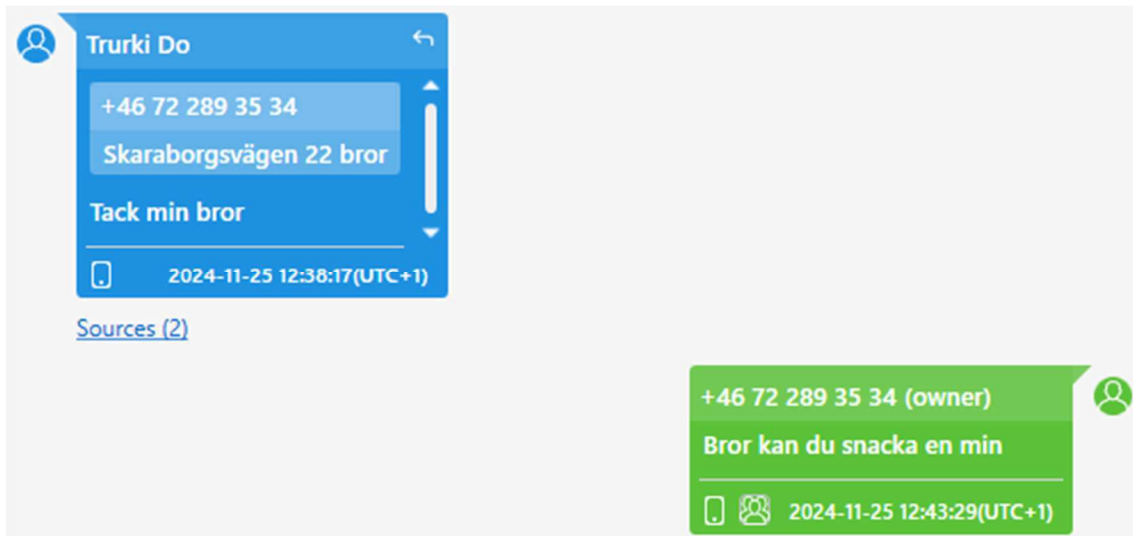 Trurki Do
+46 72 289 35 34
Skaraborgsvägen 22 bror
Tack min bror
2024-11-25 12:38:17(UTC+1)
Sources (2)
+46 72 289 35 34 (owner)
Bror kan du snacka en min
2024-11-25 12:43:29(UTC+1)